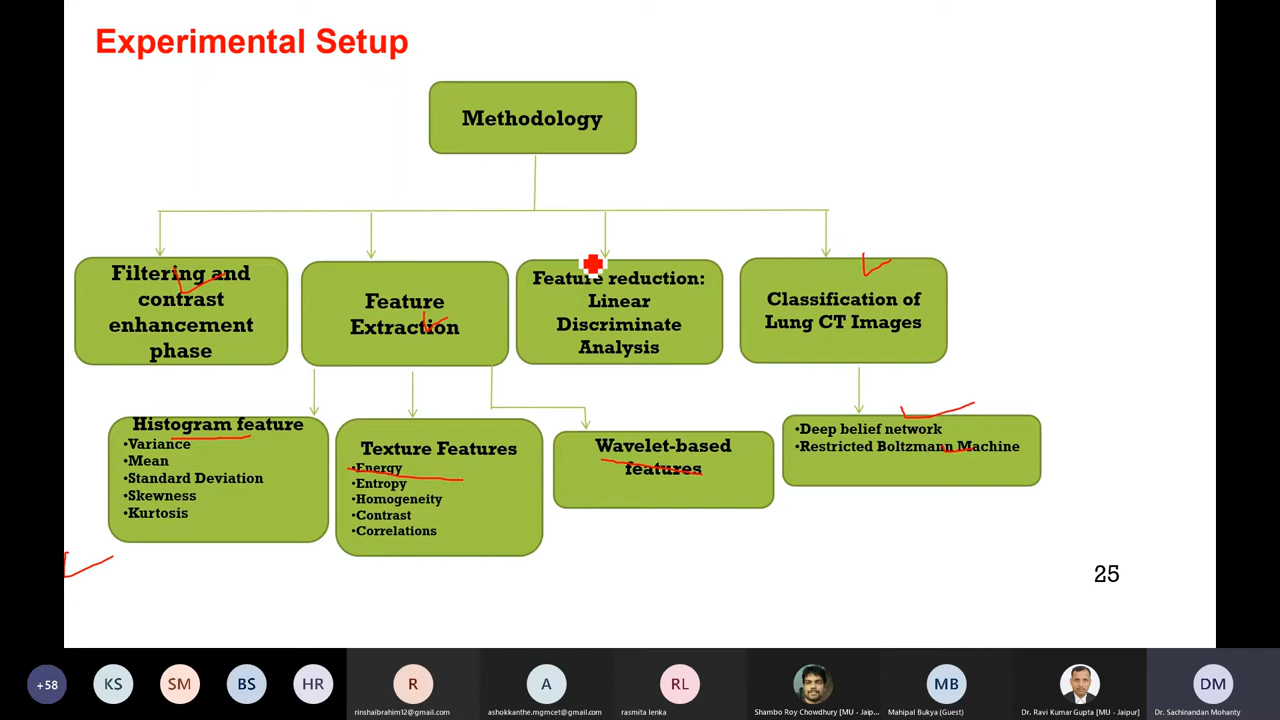 Experimental Setup
Methodology
Filtering and
contrast
enhancement
phase
Feature
Extraction
Feature reduction:
Linear
Discriminate
Analysis
Classification of
Lung CT Images
Histogram feature
•Variance
•Mean
•Standard Deviation
•Skewness
•Kurtosis
Texture Features
•Energy
•Entropy
•Homogeneity
•Contrast
•Correlations
Wavelet-based
features
•Deep belief network
•Restricted Boltzmann Machine
25
+58
KS
SM
BS
HR
R
A
RL
MB
DM
rinshaibrahim12@gmail.com
ashokkanthe.mgmcet@gmail.com
rasmita lenka
Shambo Roy Chowdhury [MU - Jaip...
Mahipal Bukya (Guest)
Dr. Ravi Kumar Gupta [MU - Jaipur]
Dr. Sachinandan Mohanty